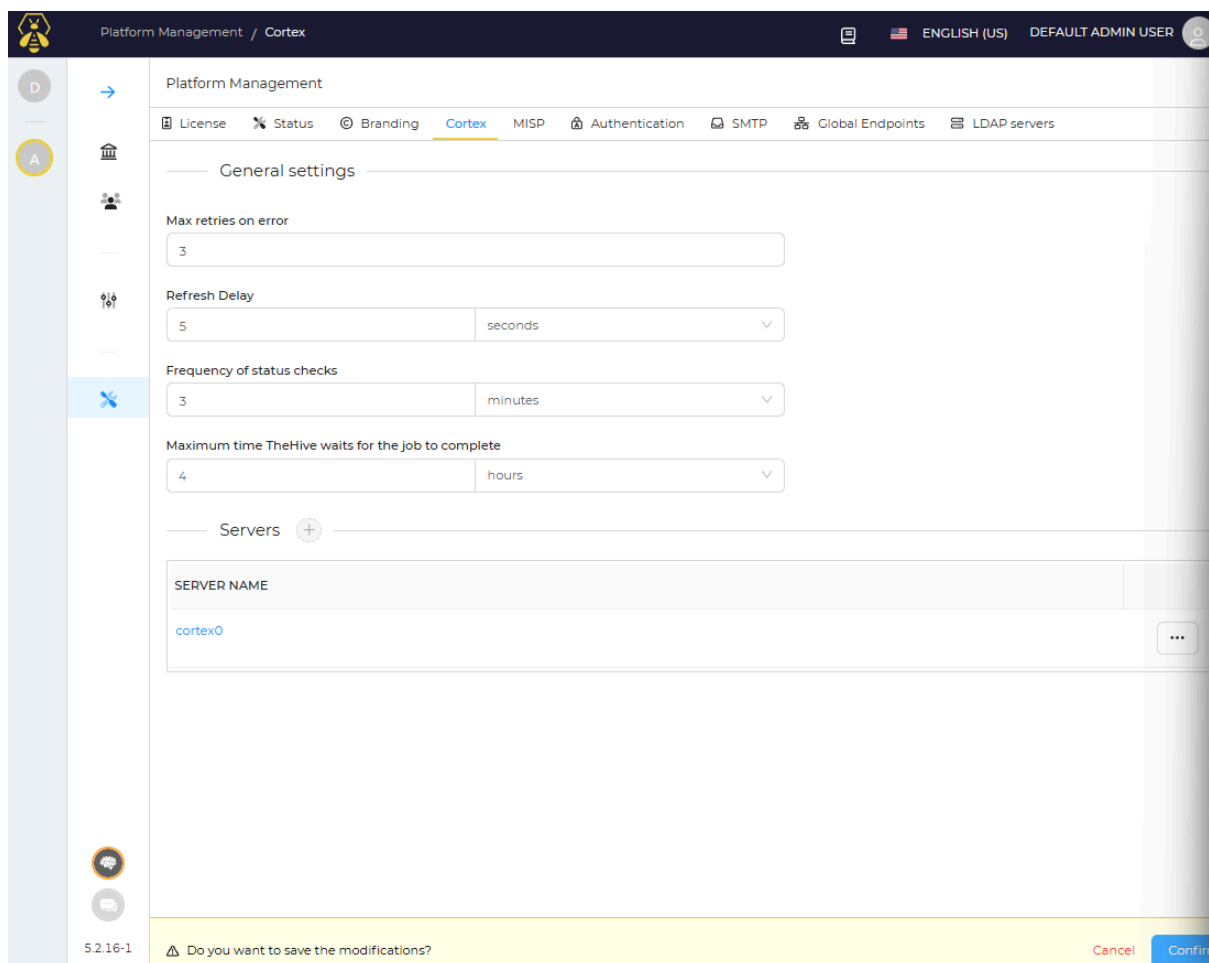 Platform Management / Cortex
ENGLISH (US)
DEFAULT ADMIN USER
D
A
Platform Management
License
Status
Branding
Cortex
MISP
Authentication
SMTP
Global Endpoints
LDAP servers
General settings
Max retries on error
3
Refresh Delay
5
seconds
Frequency of status checks
3
minutes
Maximum time TheHive waits for the job to complete
4
hours
Servers
SERVER NAME
cortex0
5.2.16-1
Do you want to save the modifications?
Cancel